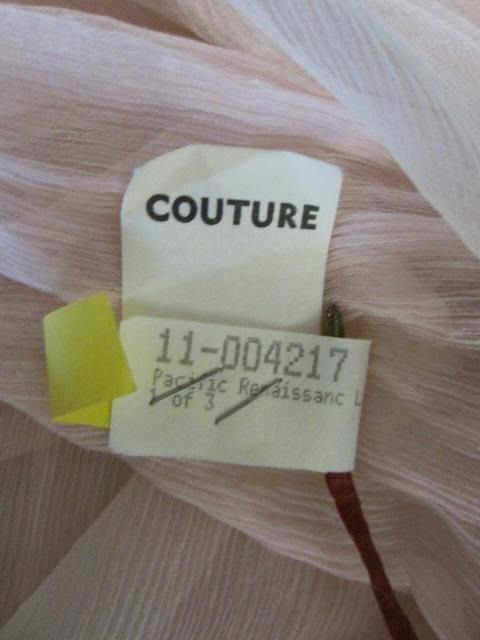 COUTURE
11-004217
Pacific Renaissanc L
1 of 3